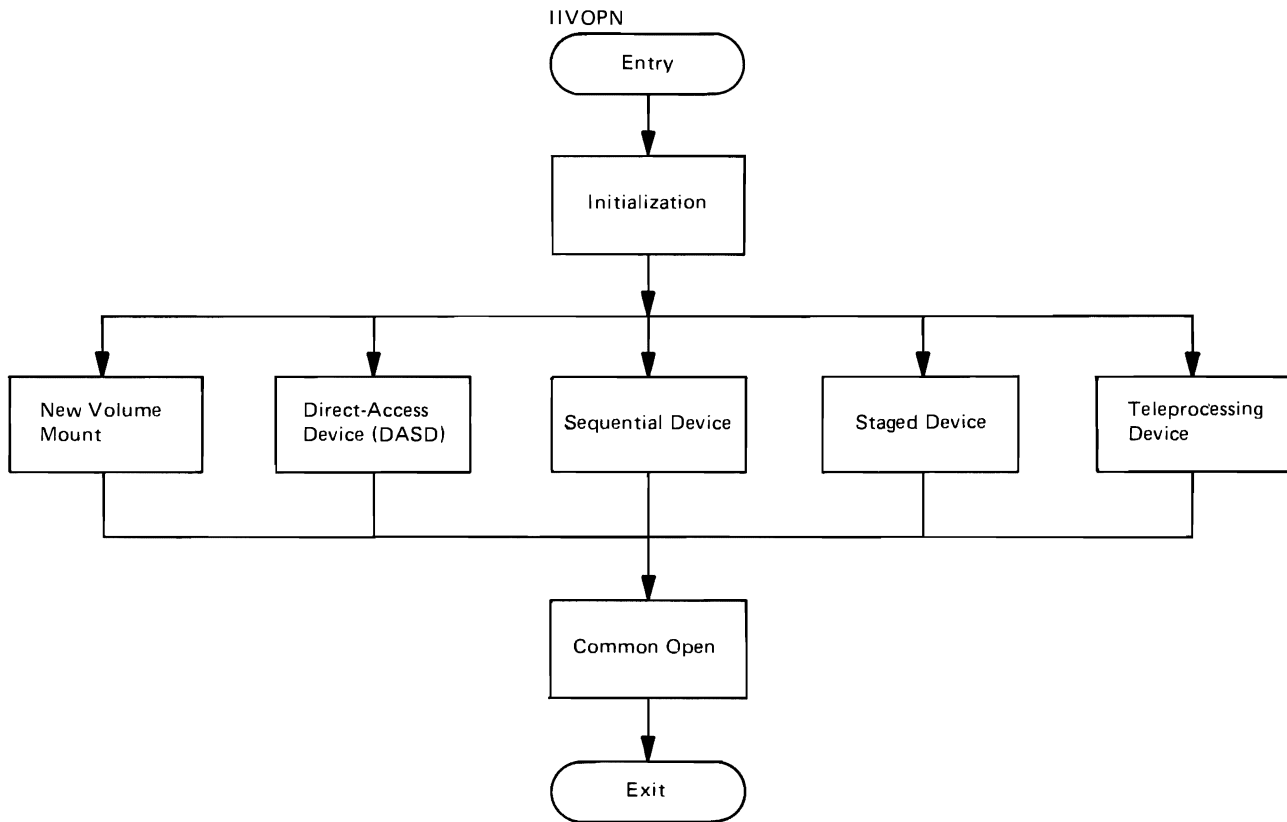 IIVOPN
Entry
Initialization
New Volume
Mount
Direct-Access
Device (DASD)
Sequential Device
Staged Device
Teleprocessing
Device
Common Open
Exit